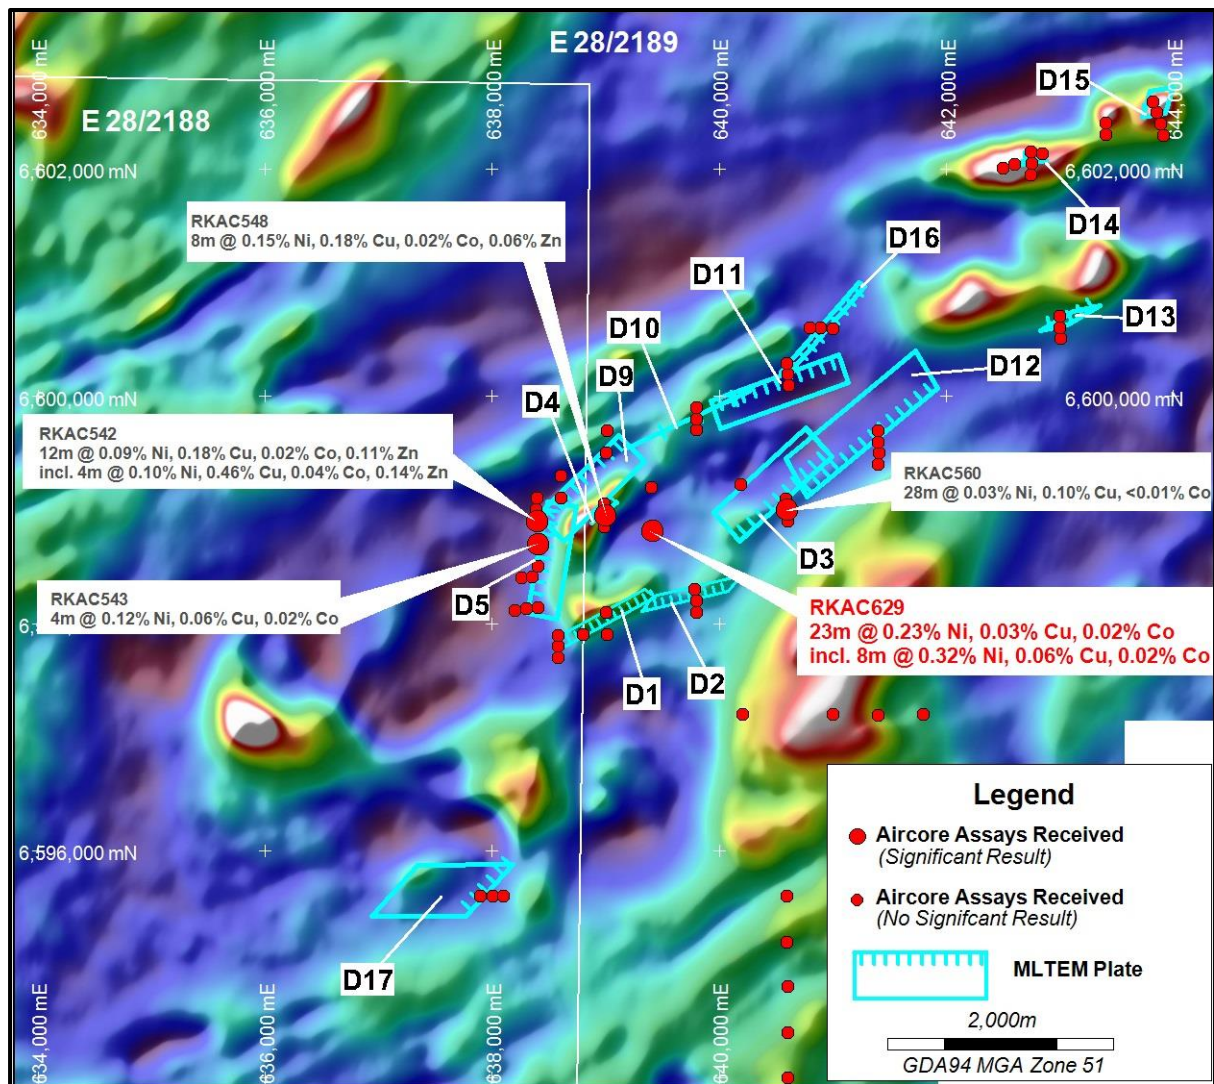 634,000 mE
636,000 mE
638,000 mE
640,000 mE
642,000 mE
644,000 mE
E 28/2189
E 28/2188
D15
6,602,000 mN
6,602,000 mN
D14
RKAC548
8m @ 0.15% Ni, 0.18% Cu, 0.02% Co, 0.06% Zn
D16
D11
D13
D10
D9
D12
D4
6,600,000 mN
6,600,000 mN
RKAC542
12m @ 0.09% Ni, 0.18% Cu, 0.02% Co, 0.11% Zn
incl. 4m @ 0.10% Ni, 0.46% Cu, 0.04% Co, 0.14% Zn
RKAC560
28m @ 0.03% Ni, 0.10% Cu, <0.01% Co
D3
D5
RKAC543
4m @ 0.12% Ni, 0.06% Cu, 0.02% Co
RKAC629
23m @ 0.23% Ni, 0.03% Cu, 0.02% Co
incl. 8m @ 0.32% Ni, 0.06% Cu, 0.02% Co
D1
D2
6,596,000 mN
D17
634,000 mE
636,000 mE
638,000 mE
640,000 mE
Legend
Aircore Assays Received
(Significant Result)
Aircore Assays Received
(No Signifcant Result)
MLTEM Plate
2,000m
GDA94 MGA Zone 51